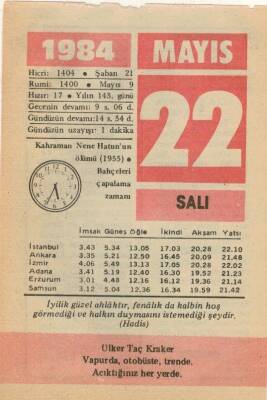 1984 MAYIS
Hicri: 1404 • Şaban 21
Rumi: 1400 • Mayıs 9
Hızır: 17 • Yılın 143. günü
Gecenin devamı: 9 s. 06 d.
Gündüzün devamı: 14 s. 54 d.
Gündüzün uzayışı: 1 dakika
22
Kahraman Nene Hatun'un
ölümü (1955) •
Bahçeleri
çapalama
zamanı
SALI
İmsak Güneş Öğle İkindi Akşam Yatsı
İstanbul 3.43 5.34 13.05 17.03 20.28 22.10
Ankara 3.35 5.21 12.50 16.45 20.09 21.48
İzmir 4.06 5.49 13.13 17.05 20.28 22.02
Adana 3.41 5.19 12.40 16.30 19.52 21.23
Erzurum 3.01 4.48 12.16 16.12 19.36 21.14
Samsun 3.12 5.04 12.36 16.34 19.59 21.42
İyilik güzel ahlâktır, fenâlık da kalbin hoş
görmediği ve halkın duymasını istemediği şeydir.
(Hadis)
Ülker Taç Kraker
Vapurda, otobüste, trende.
Acıktığınız her yerde.